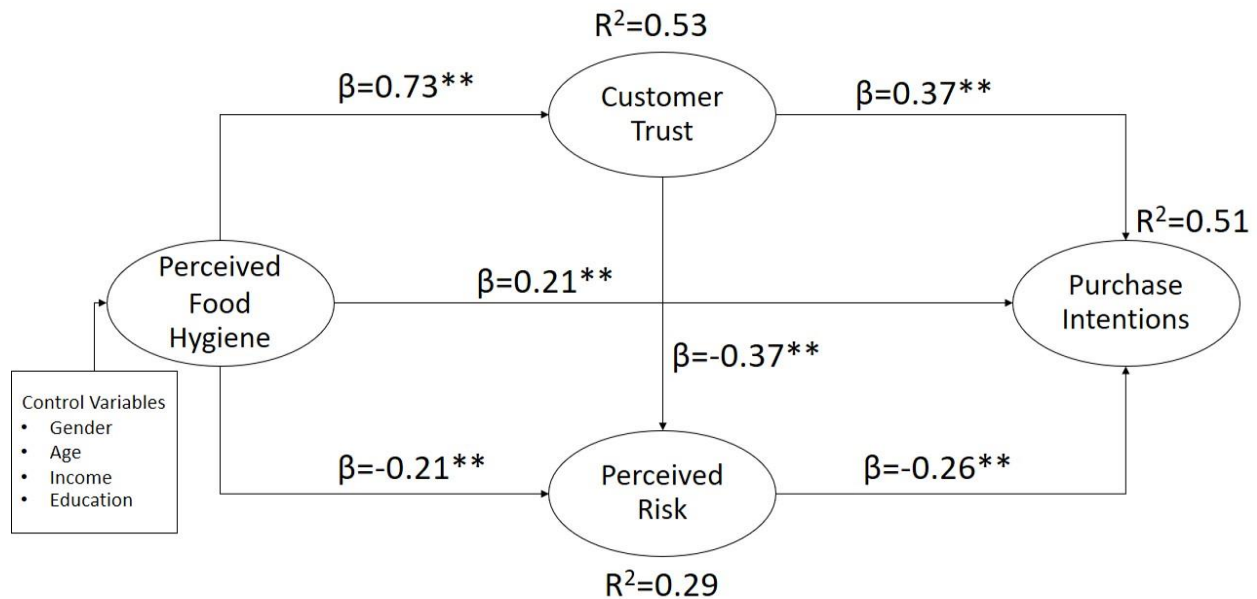 R²=0.53
β=0.73**
Customer
Trust
β=0.37**
R²=0.51
Perceived
Food
Hygiene
β=0.21**
Purchase
Intentions
β=-0.37**
Control Variables
• Gender
• Age
• Income
• Education
β=-0.21**
Perceived
Risk
β=-0.26**
R²=0.29